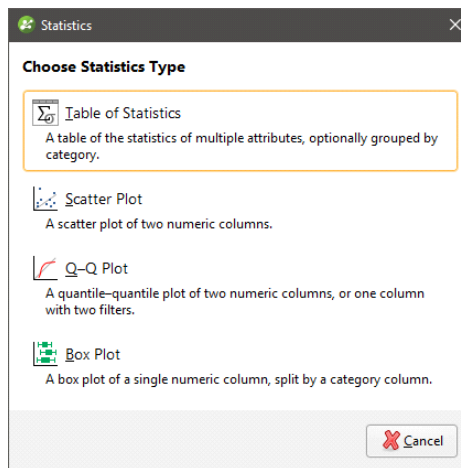 Statistics
Choose Statistics Type
Table of Statistics
A table of the statistics of multiple attributes, optionally grouped by
category.
Scatter Plot
A scatter plot of two numeric columns.
Q–Q Plot
A quantile–quantile plot of two numeric columns, or one column
with two filters.
Box Plot
A box plot of a single numeric column, split by a category column.
Cancel